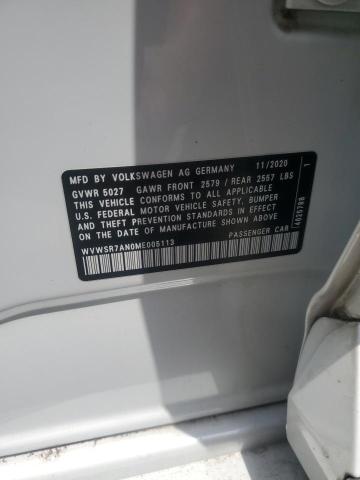 MFD BY VOLKSWAGEN AG GERMANY 11/2020
GVWR 5027 GAWR FRONT 2579 / REAR 2557 LBS
THIS VEHICLE CONFORMS TO ALL APPLICABLE
U.S. FEDERAL MOTOR VEHICLE SAFETY, BUMPER
AND THEFT PREVENTION STANDARDS IN EFFECT
ON THE DATE OF MANUFACTURE SHOWN ABOVE.
WVWSR7AN0ME005113 PASSENGER CAR
4025788 1